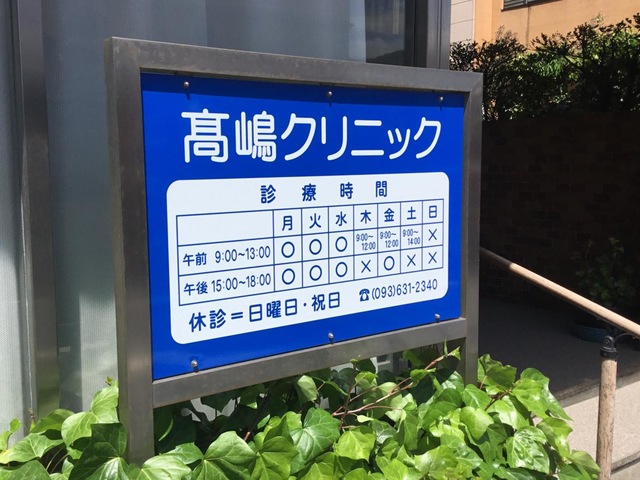 髙嶋クリニック
診療時間
月 火 水 木 金 土 日
午前 9:00~13:00 ○ ○ ○ 9:00~12:00 9:00~12:00 9:00~14:00 ×
午後 15:00~18:00 ○ ○ ○ × ○ × ×
休診=日曜日・祝日 ☎(093)631-2340